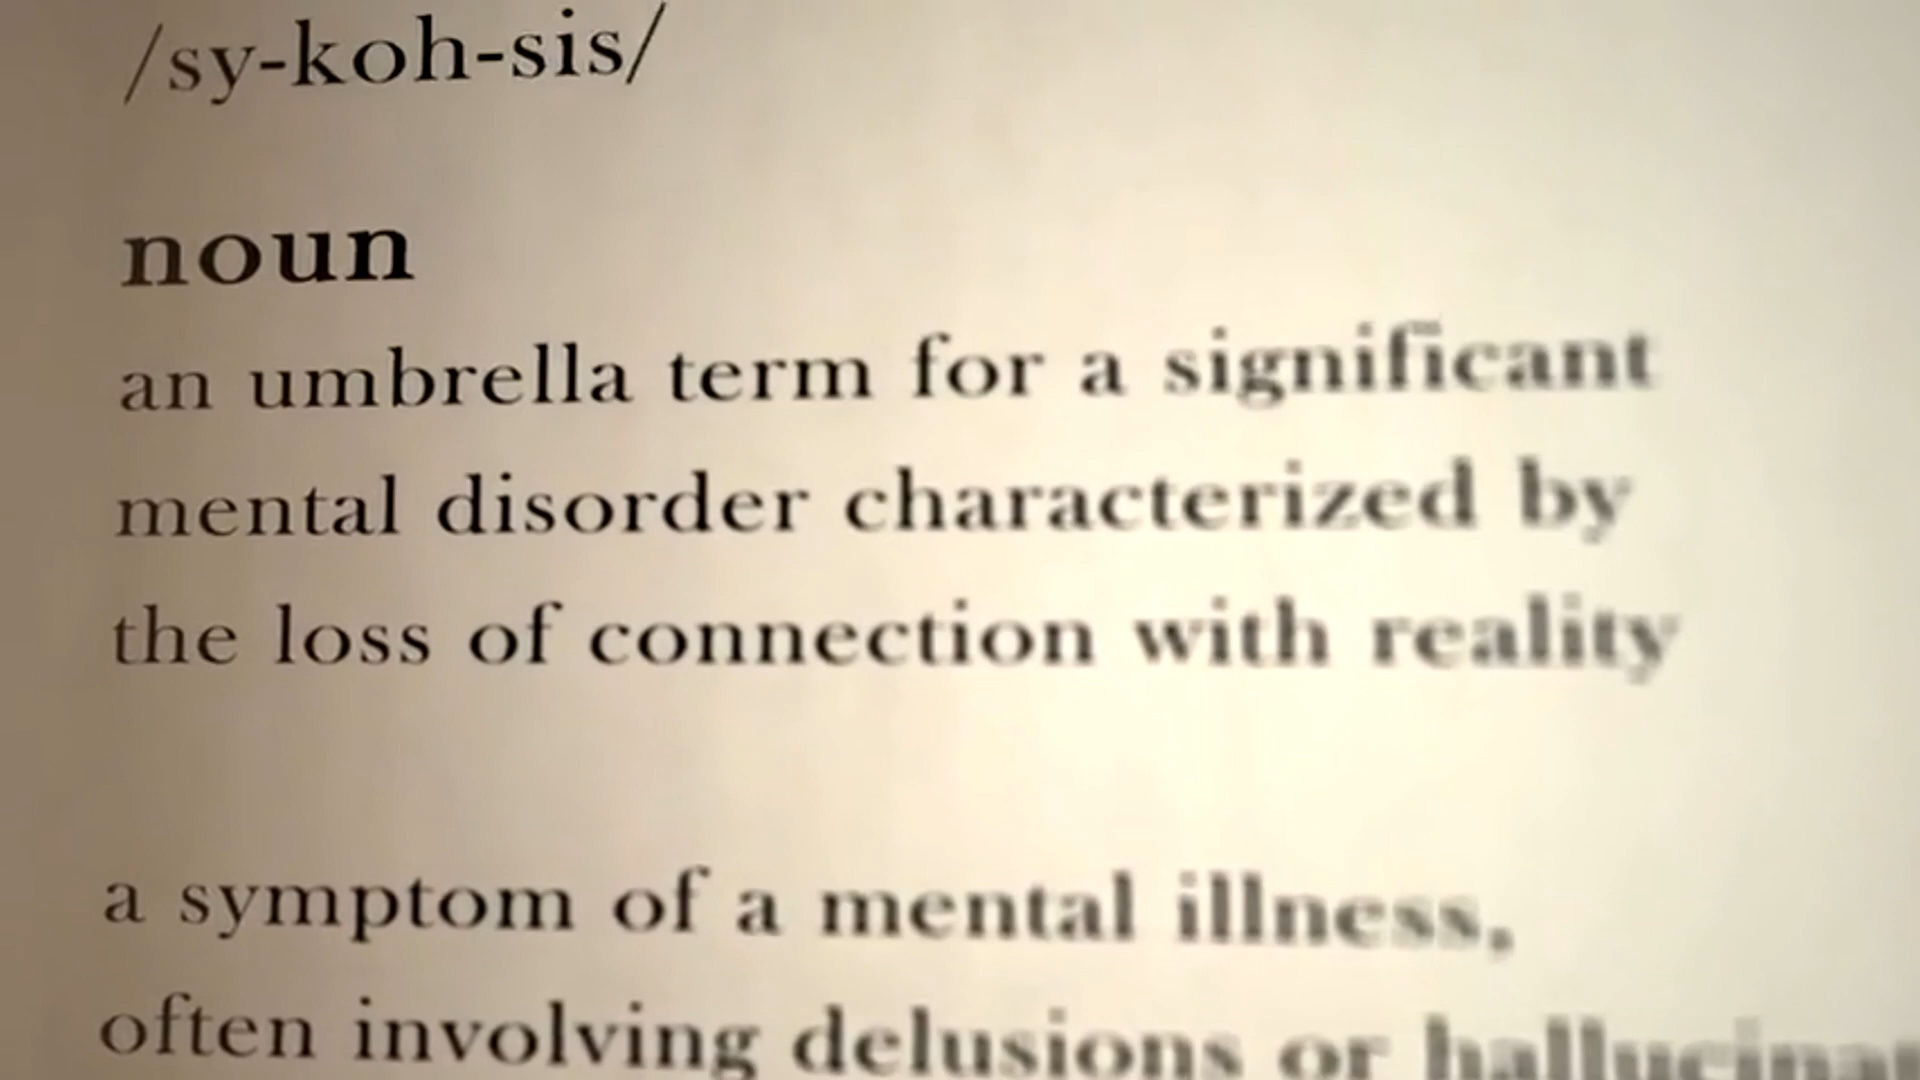 /sy-koh-sis/
noun
an umbrella term for a significant
mental disorder characterized by
the loss of connection with reality
a symptom of a mental illness,
often involving delusions or